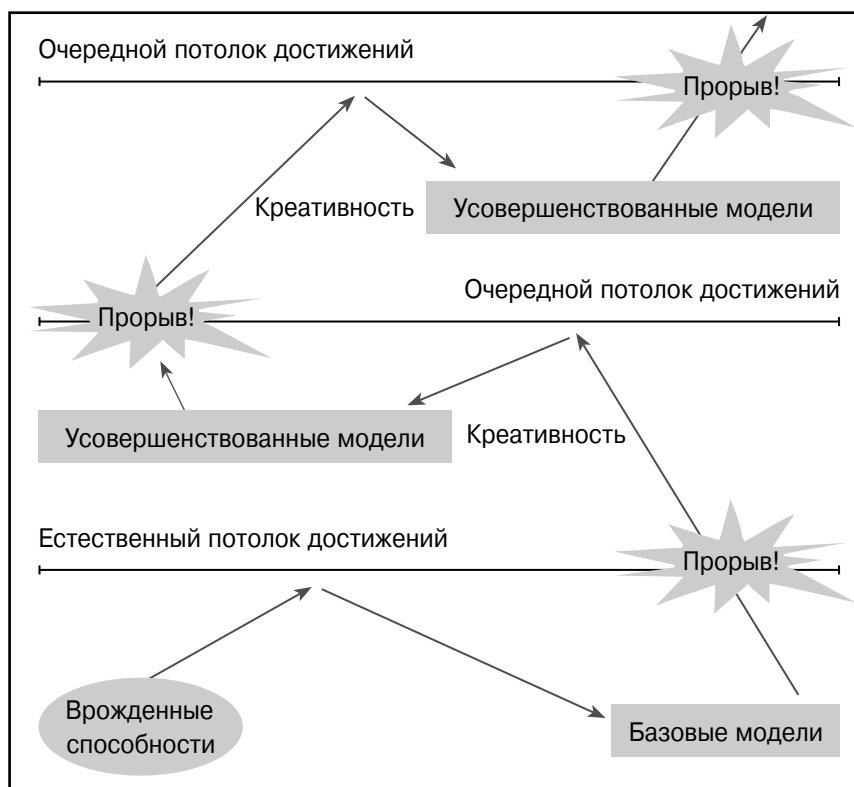 Очередной потолок достижений
Прорыв!
Креативность
Усовершенствованные модели
Очередной потолок достижений
Прорыв!
Усовершенствованные модели
Креативность
Естественный потолок достижений
Прорыв!
Врожденные
способности
Базовые модели